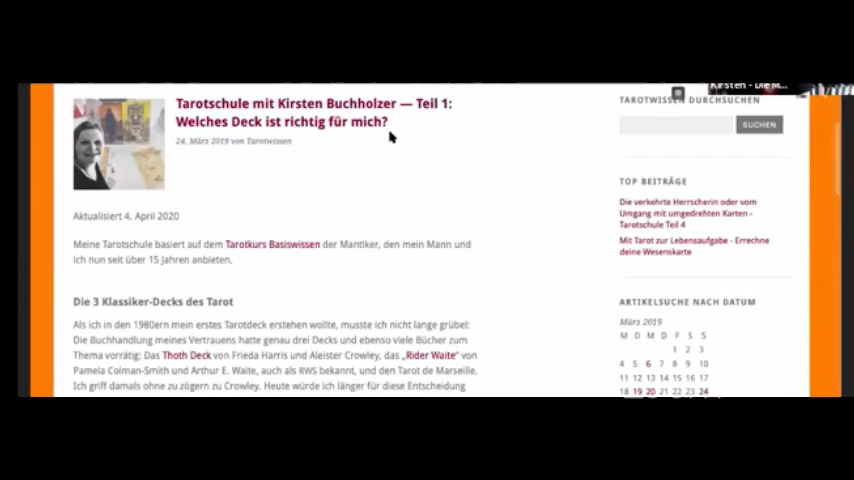 Kirsten - Die M...
Tarotschule mit Kirsten Buchholzer — Teil 1:
Welches Deck ist richtig für mich?
24. März 2019 von Tarotwissen
Aktualisiert 4. April 2020
Meine Tarotschule basiert auf dem Tarotkurs Basiswissen der Mantiker, den mein Mann und
ich nun seit über 15 Jahren anbieten.
Die 3 Klassiker-Decks des Tarot
Als ich in den 1980ern mein erstes Tarotdeck erstehen wollte, musste ich nicht lange grübel:
Die Buchhandlung meines Vertrauens hatte genau drei Decks und ebenso viele Bücher zum
Thema vorrätig: Das Thoth Deck von Frieda Harris und Aleister Crowley, das „Rider Waite" von
Pamela Colman-Smith und Arthur E. Waite, auch als RWS bekannt, und den Tarot de Marseille.
Ich griff damals ohne zu zögern zu Crowley. Heute würde ich länger für diese Entscheidung
TAROTWISSEN DURCHSUCHEN
SUCHEN
TOP BEITRÄGE
Die verkehrte Herrscherin oder vom
Umgang mit umgedrehten Karten -
Tarotschule Teil 4
Mit Tarot zur Lebensaufgabe - Errechne
deine Wesenskarte
ARTIKELSUCHE NACH DATUM
März 2019
M D M D F S S
1 2 3
4 5 6 7 8 9 10
11 12 13 14 15 16 17
18 19 20 21 22 23 24